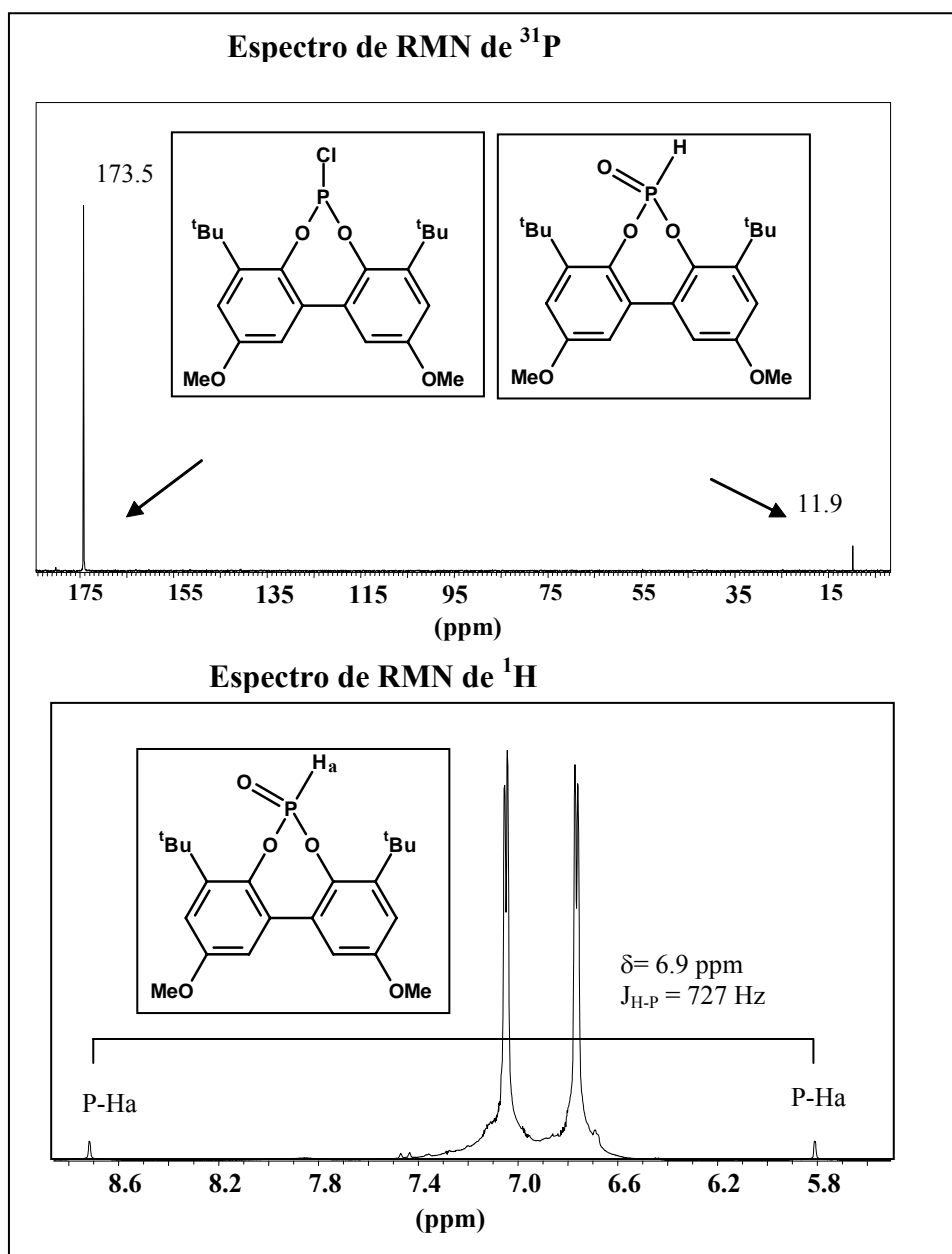 Espectro de RMN de ³¹P
173.5
Cl
P
O O
ᵗBu ᵗBu
MeO OMe
H
O
P
O O
ᵗBu ᵗBu
MeO OMe
11.9
175 155 135 115 95 75 55 35 15
(ppm)
Espectro de RMN de ¹H
Hₐ
O
P
O O
ᵗBu ᵗBu
MeO OMe
δ= 6.9 ppm
J_H-P = 727 Hz
P-Ha P-Ha
8.6 8.2 7.8 7.4 7.0 6.6 6.2 5.8
(ppm)